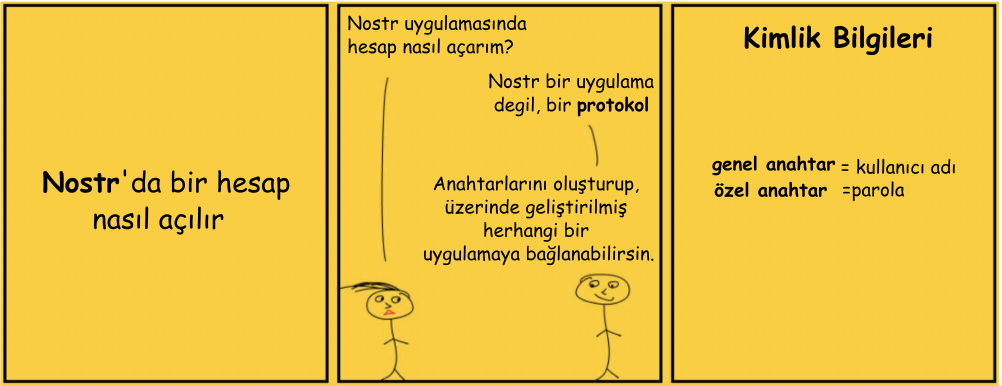 Nostr'da bir hesap
nasıl açılır
Nostr uygulamasında
hesap nasıl açarım?
Nostr bir uygulama
degil, bir protokol
Anahtarlarını oluşturup,
üzerinde geliştirilmiş
herhangi bir
uygulamaya bağlanabilirsin.
Kimlik Bilgileri
genel anahtar = kullanıcı adı
özel anahtar =parola